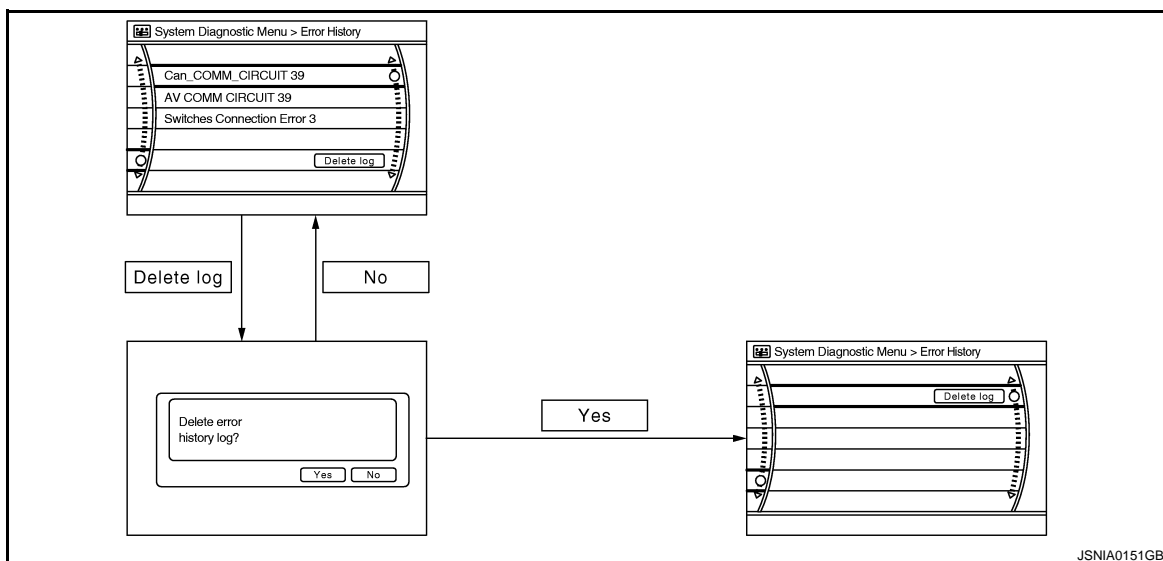 System Diagnostic Menu > Error History
Can_COMM_CIRCUIT 39
AV COMM CIRCUIT 39
Switches Connection Error 3
Delete log
Delete log
No
Delete error
history log?
Yes
No
Yes
System Diagnostic Menu > Error History
Delete log
JSNIA0151GB